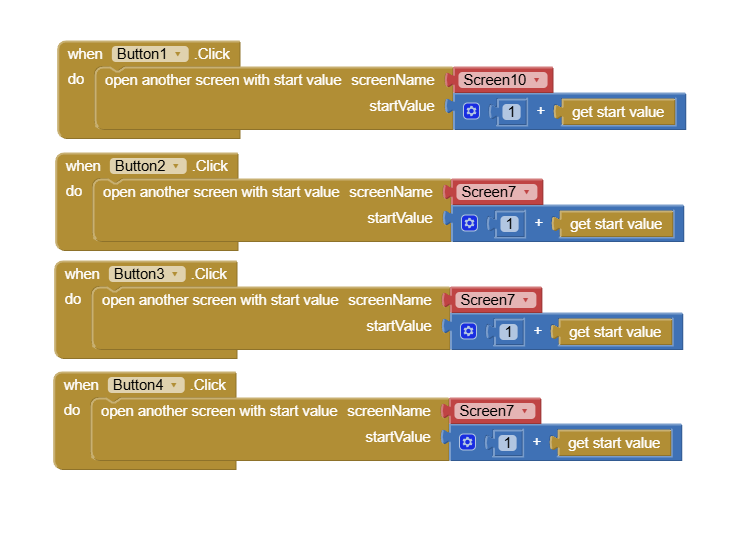 when Button1 .Click
do open another screen with start value screenName Screen10
startValue 1 + get start value
when Button2 .Click
do open another screen with start value screenName Screen7
startValue 1 + get start value
when Button3 .Click
do open another screen with start value screenName Screen7
startValue 1 + get start value
when Button4 .Click
do open another screen with start value screenName Screen7
startValue 1 + get start value